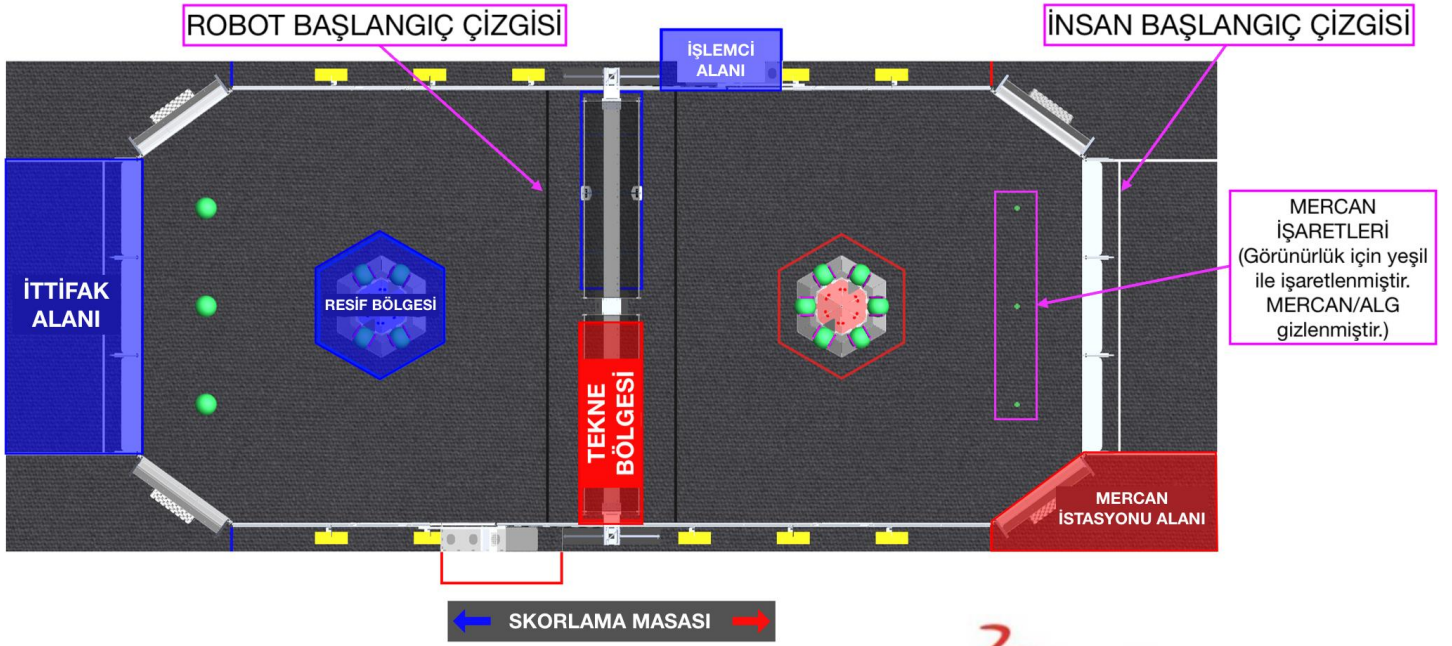 ROBOT BAŞLANGIÇ ÇİZGİSİ
İNSAN BAŞLANGIÇ ÇİZGİSİ
İŞLEMCİ
ALANI
MERCAN
İŞARETLERİ
(Görünürlük için yeşil
ile işaretlenmiştir.
MERCAN/ALG
gizlenmiştir.)
İTTİFAK
ALANI
RESİF BÖLGESİ
TEKNE
BÖLGESİ
MERCAN
İSTASYONU ALANI
SKORLAMA MASASI